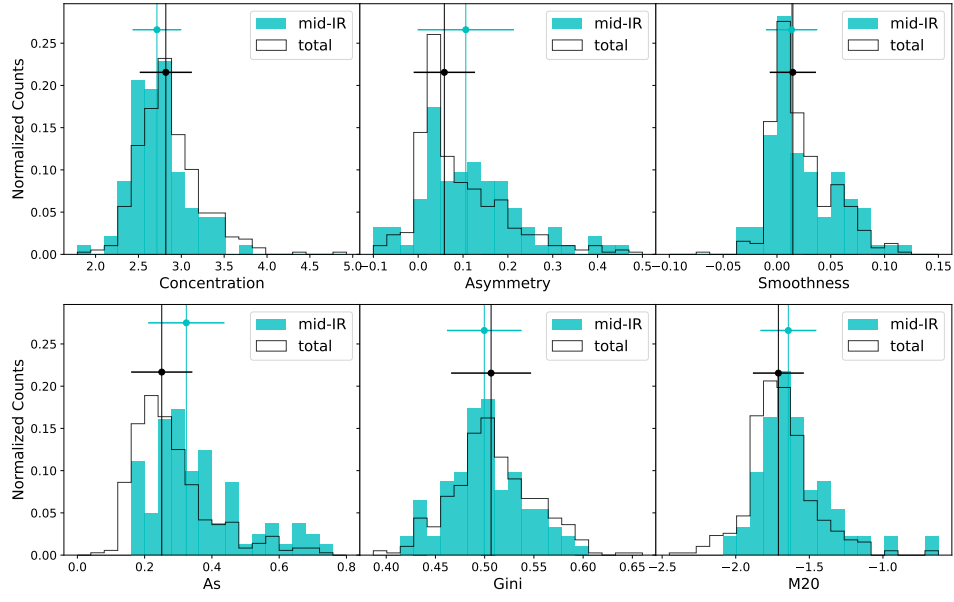 mid-IR
total
mid-IR
total
mid-IR
total
Normalized Counts
0.25
0.20
0.15
0.10
0.05
0.00
2.0 2.5 3.0 3.5 4.0 4.5 5.0
−0.1 0.0 0.1 0.2 0.3 0.4 0.5
−0.10 −0.05 0.00 0.05 0.10 0.15
Concentration
Asymmetry
Smoothness
mid-IR
total
mid-IR
total
mid-IR
total
Normalized Counts
0.25
0.20
0.15
0.10
0.05
0.00
0.0 0.2 0.4 0.6 0.8
0.40 0.45 0.50 0.55 0.60 0.65
−2.5 −2.0 −1.5 −1.0
As
Gini
M20